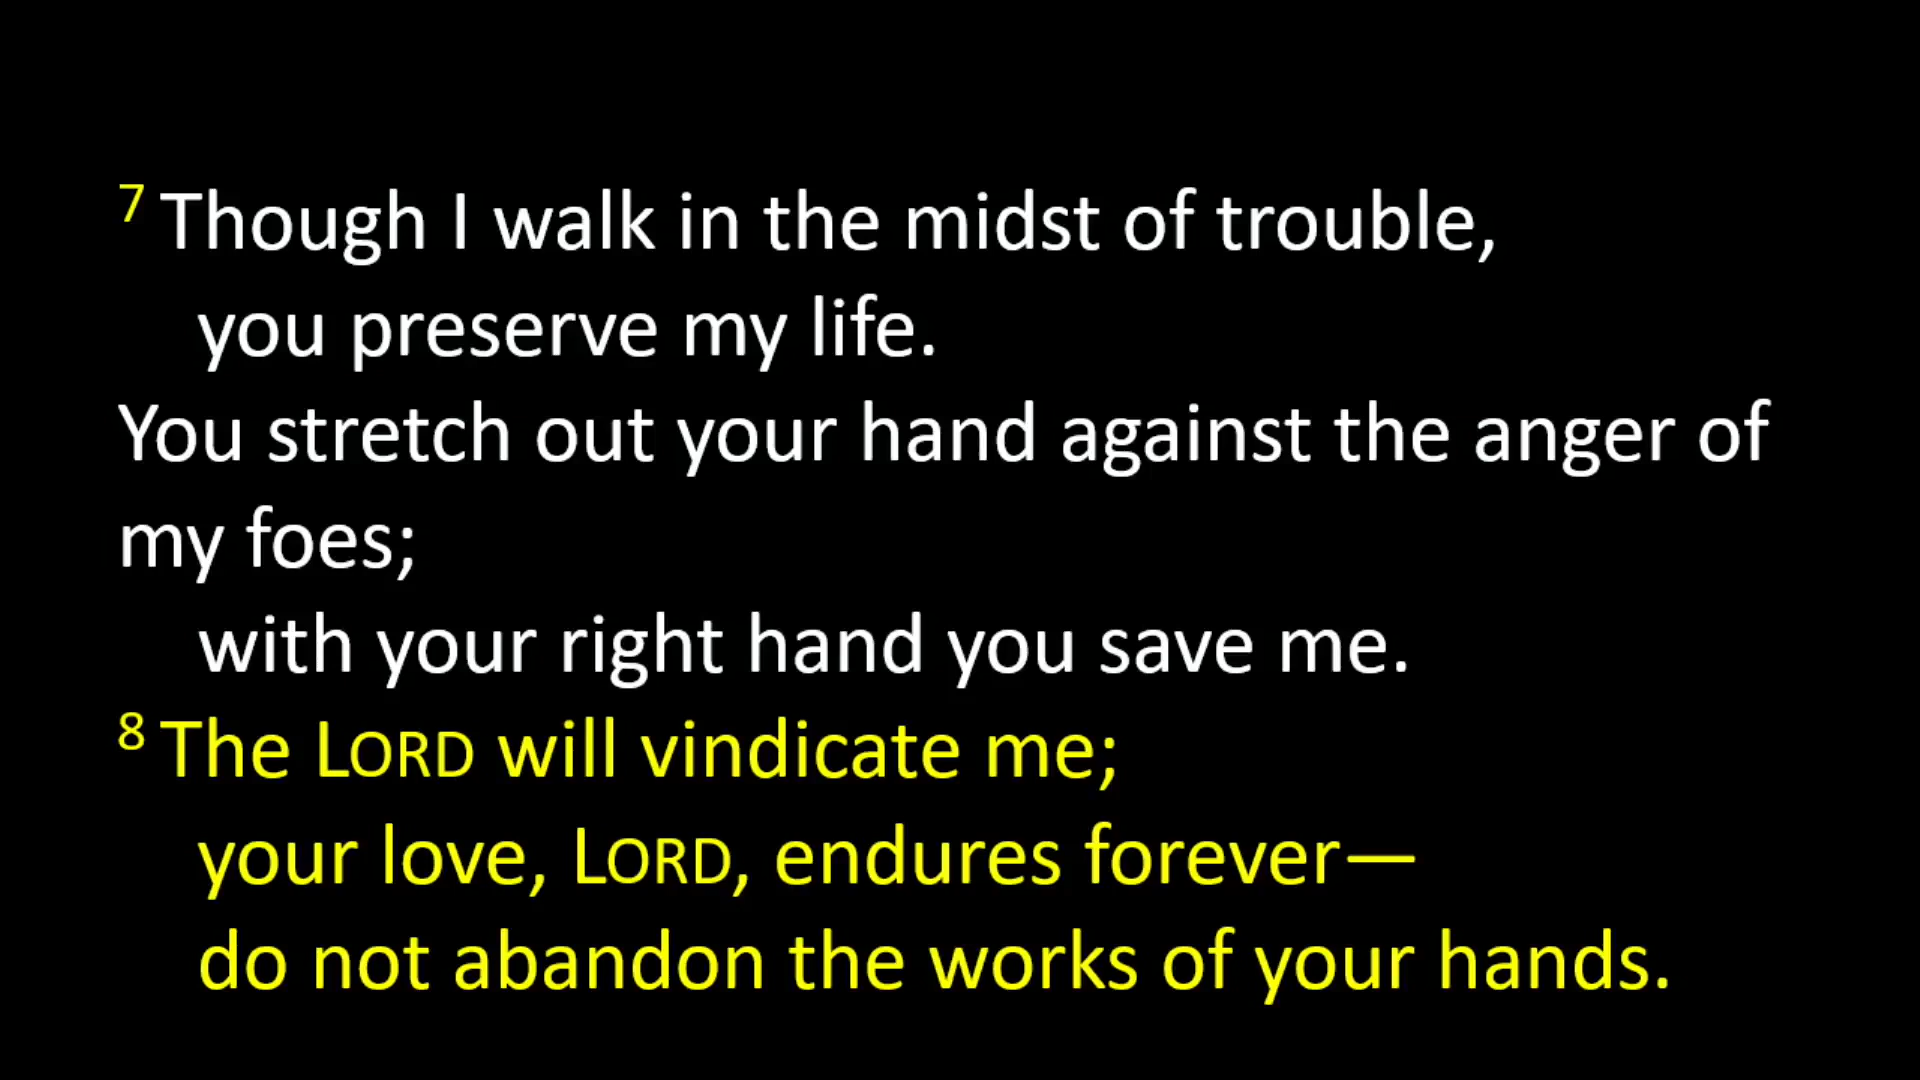 7 Though I walk in the midst of trouble,
you preserve my life.
You stretch out your hand against the anger of
my foes;
with your right hand you save me.
8 The LORD will vindicate me;
your love, LORD, endures forever—
do not abandon the works of your hands.